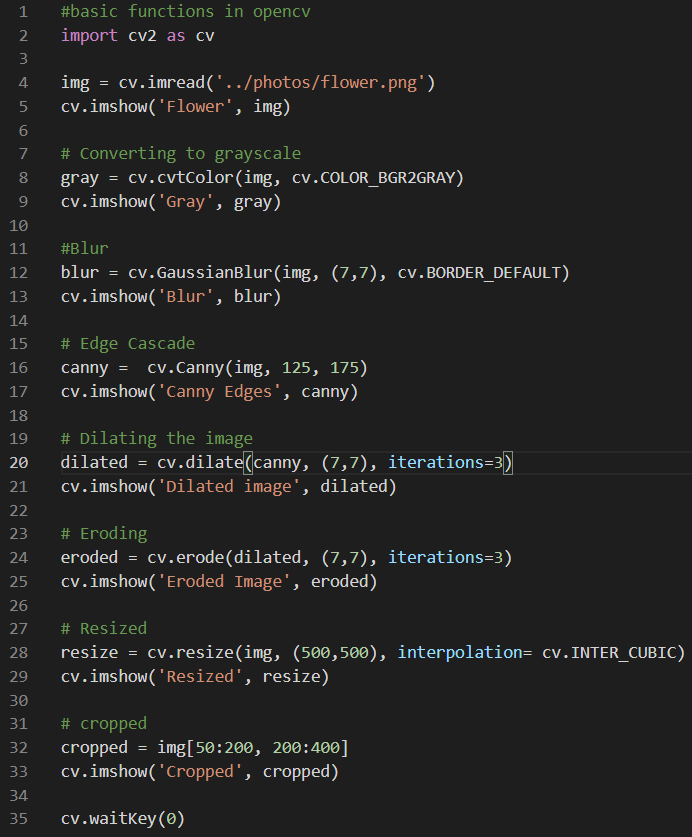 1 #basic functions in opencv
2 import cv2 as cv
3
4 img = cv.imread('../photos/flower.png')
5 cv.imshow('Flower', img)
6
7 # Converting to grayscale
8 gray = cv.cvtColor(img, cv.COLOR_BGR2GRAY)
9 cv.imshow('Gray', gray)
10
11 #Blur
12 blur = cv.GaussianBlur(img, (7,7), cv.BORDER_DEFAULT)
13 cv.imshow('Blur', blur)
14
15 # Edge Cascade
16 canny =  cv.Canny(img, 125, 175)
17 cv.imshow('Canny Edges', canny)
18
19 # Dilating the image
20 dilated = cv.dilate(canny, (7,7), iterations=3)
21 cv.imshow('Dilated image', dilated)
22
23 # Eroding
24 eroded = cv.erode(dilated, (7,7), iterations=3)
25 cv.imshow('Eroded Image', eroded)
26
27 # Resized
28 resize = cv.resize(img, (500,500), interpolation= cv.INTER_CUBIC)
29 cv.imshow('Resized', resize)
30
31 # cropped
32 cropped = img[50:200, 200:400]
33 cv.imshow('Cropped', cropped)
34
35 cv.waitKey(0)